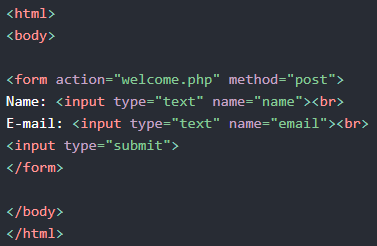 <html>
<body>
<form action="welcome.php" method="post">
Name: <input type="text" name="name"><br>
E-mail: <input type="text" name="email"><br>
<input type="submit">
</form>
</body>
</html>